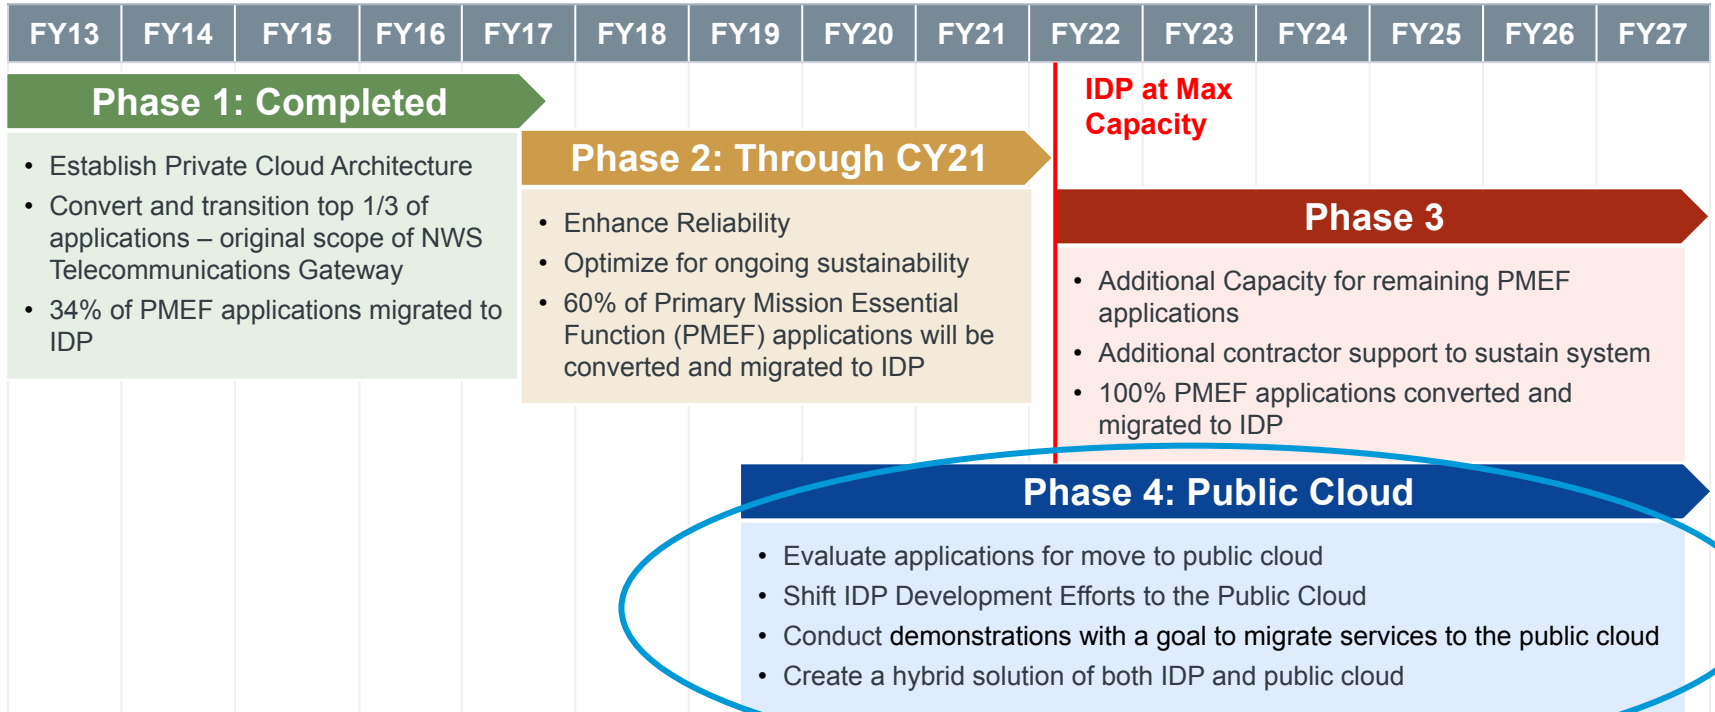 FY13 FY14 FY15 FY16 FY17 FY18 FY19 FY20 FY21 FY22 FY23 FY24 FY25 FY26 FY27
Phase 1: Completed
• Establish Private Cloud Architecture
• Convert and transition top 1/3 of
applications – original scope of NWS
Telecommunications Gateway
• 34% of PMEF applications migrated to
IDP
Phase 2: Through CY21
• Enhance Reliability
• Optimize for ongoing sustainability
• 60% of Primary Mission Essential
Function (PMEF) applications will be
converted and migrated to IDP
IDP at Max
Capacity
Phase 3
• Additional Capacity for remaining PMEF
applications
• Additional contractor support to sustain system
• 100% PMEF applications converted and
migrated to IDP
Phase 4: Public Cloud
• Evaluate applications for move to public cloud
• Shift IDP Development Efforts to the Public Cloud
• Conduct demonstrations with a goal to migrate services to the public cloud
• Create a hybrid solution of both IDP and public cloud